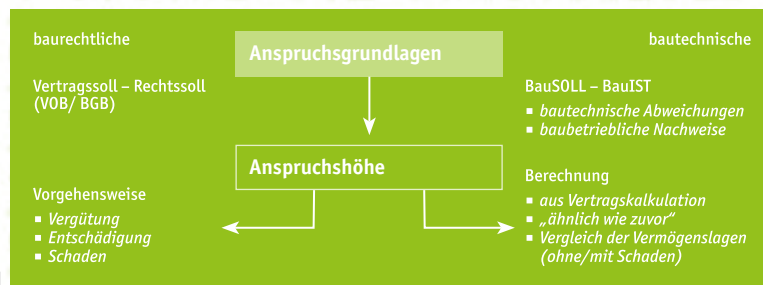 baurechtliche
Anspruchsgrundlagen
bautechnische
Vertragssoll – Rechtssoll
(VOB/ BGB)
BauSOLL – BauIST
▪ bautechnische Abweichungen
▪ baubetriebliche Nachweise
Anspruchshöhe
Vorgehensweise
▪ Vergütung
▪ Entschädigung
▪ Schaden
Berechnung
▪ aus Vertragskalkulation
▪ „ähnlich wie zuvor“
▪ Vergleich der Vermögenslagen
(ohne/mit Schaden)